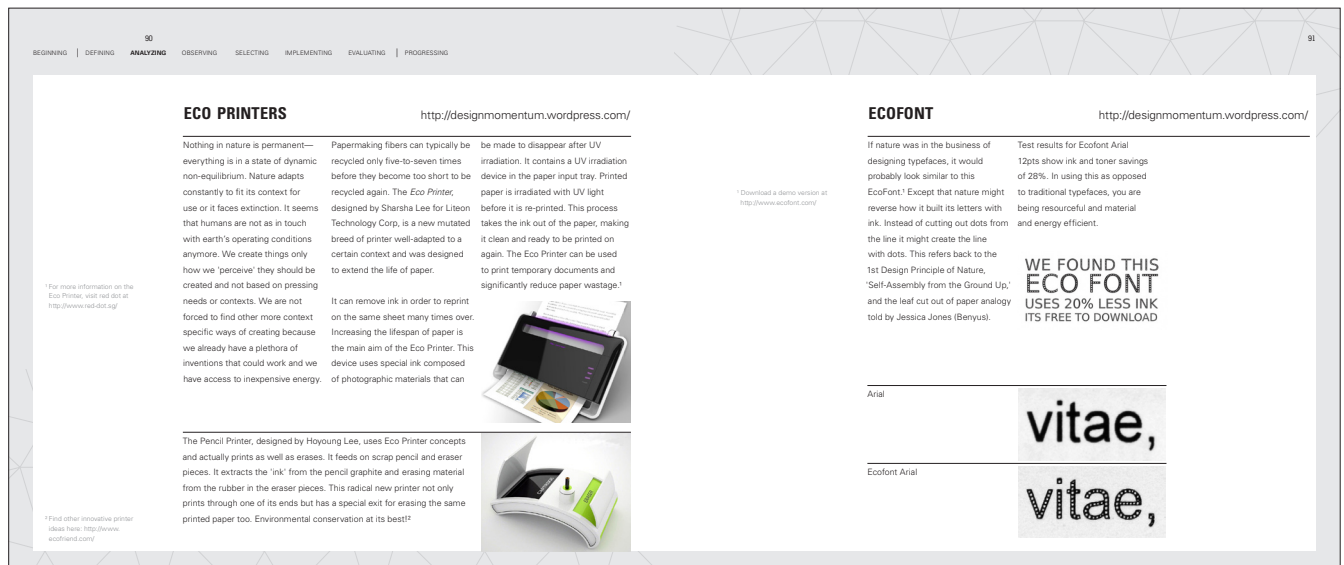 90
BEGINNING | DEFINING ANALYZING OBSERVING SELECTING IMPLEMENTING EVALUATING | PROGRESSING
ECO PRINTERS
http://designmomentum.wordpress.com/
Nothing in nature is permanent—
everything is in a state of dynamic
non-equilibrium. Nature adapts
constantly to fit its context for
use or it faces extinction. It seems
that humans are not as in touch
with earth's operating conditions
anymore. We create things only
how we 'perceive' they should be
created and not based on pressing
needs or contexts. We are not
forced to find other more context
specific ways of creating because
we already have a plethora of
inventions that could work and we
have access to inexpensive energy.
Papermaking fibers can typically be
recycled only five-to-seven times
before they become too short to be
recycled again. The Eco Printer,
designed by Sharsha Lee for Liteon
Technology Corp, is a new mutated
breed of printer well-adapted to a
certain context and was designed
to extend the life of paper.
It can remove ink in order to reprint
on the same sheet many times over.
Increasing the lifespan of paper is
the main aim of the Eco Printer. This
device uses special ink composed
of photographic materials that can
be made to disappear after UV
irradiation. It contains a UV irradiation
device in the paper input tray. Printed
paper is irradiated with UV light
before it is re-printed. This process
takes the ink out of the paper, making
it clean and ready to be printed on
again. The Eco Printer can be used
to print temporary documents and
significantly reduce paper wastage.¹
¹ For more information on the
Eco Printer, visit red dot at
http://www.red-dot.sg/
The Pencil Printer, designed by Hoyoung Lee, uses Eco Printer concepts
and actually prints as well as erases. It feeds on scrap pencil and eraser
pieces. It extracts the 'ink' from the pencil graphite and erasing material
from the rubber in the eraser pieces. This radical new printer not only
prints through one of its ends but has a special exit for erasing the same
printed paper too. Environmental conservation at its best!²
² Find other innovative printer
ideas here: http://www.
ecofriend.com/
91
ECOFONT
http://designmomentum.wordpress.com/
¹ Download a demo version at
http://www.ecofont.com/
If nature was in the business of
designing typefaces, it would
probably look similar to this
EcoFont.¹ Except that nature might
reverse how it built its letters with
ink. Instead of cutting out dots from
the line it might create the line
with dots. This refers back to the
1st Design Principle of Nature,
'Self-Assembly from the Ground Up,'
and the leaf cut out of paper analogy
told by Jessica Jones (Benyus).
Test results for Ecofont Arial
12pts show ink and toner savings
of 28%. In using this as opposed
to traditional typefaces, you are
being resourceful and material
and energy efficient.
WE FOUND THIS
ECO FONT
USES 20% LESS INK
ITS FREE TO DOWNLOAD
Arial
vitae,
Ecofont Arial
vitae,